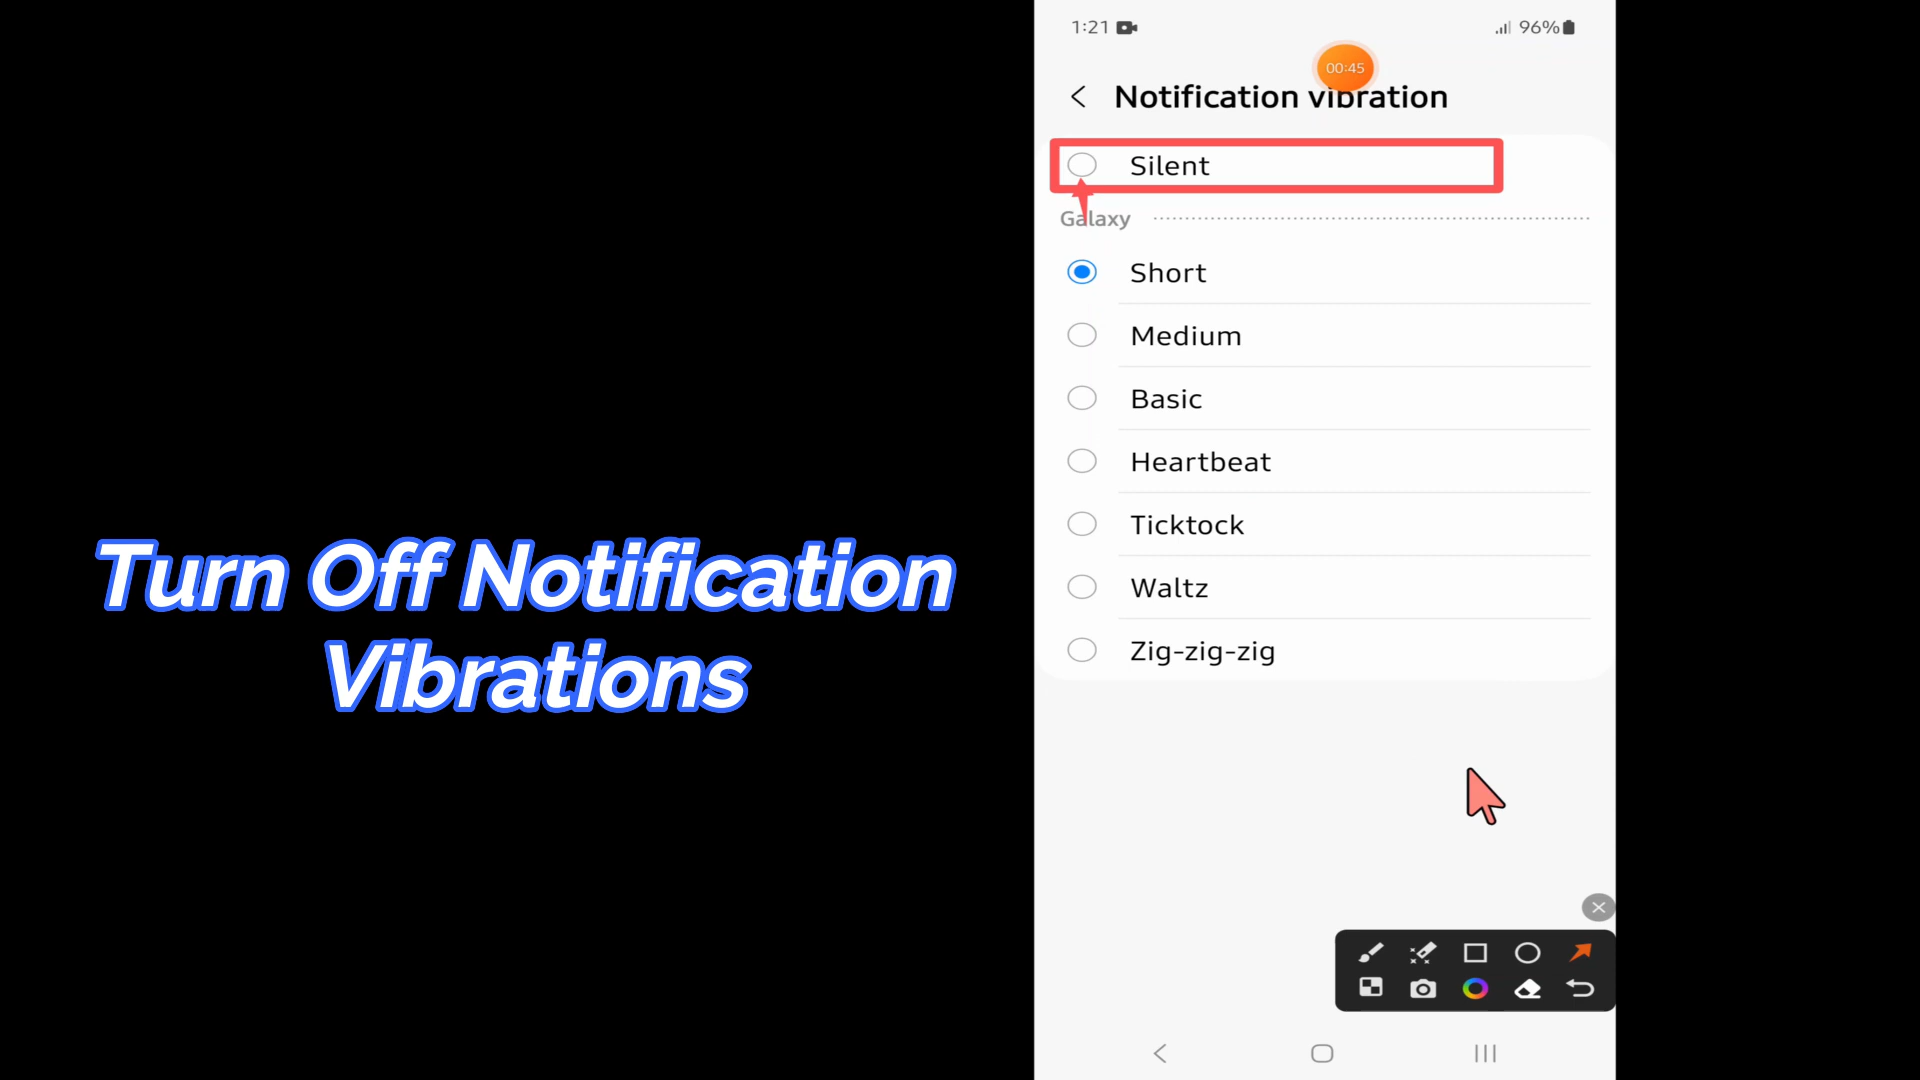 1:21
96%
00:45
Notification vibration
Silent
Galaxy
Short
Medium
Basic
Heartbeat
Ticktock
Waltz
Zig-zig-zig
Turn Off Notification
Vibrations